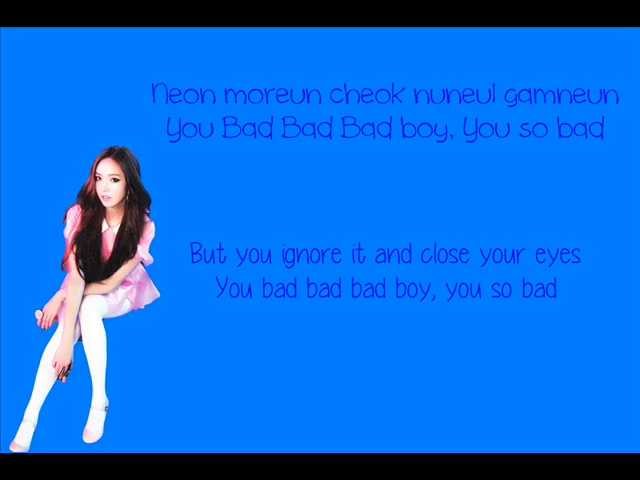 Neon moreun cheok nuneul gamneun
You Bad Bad Bad boy, You so bad
But you ignore it and close your eyes
You bad bad bad boy, you so bad